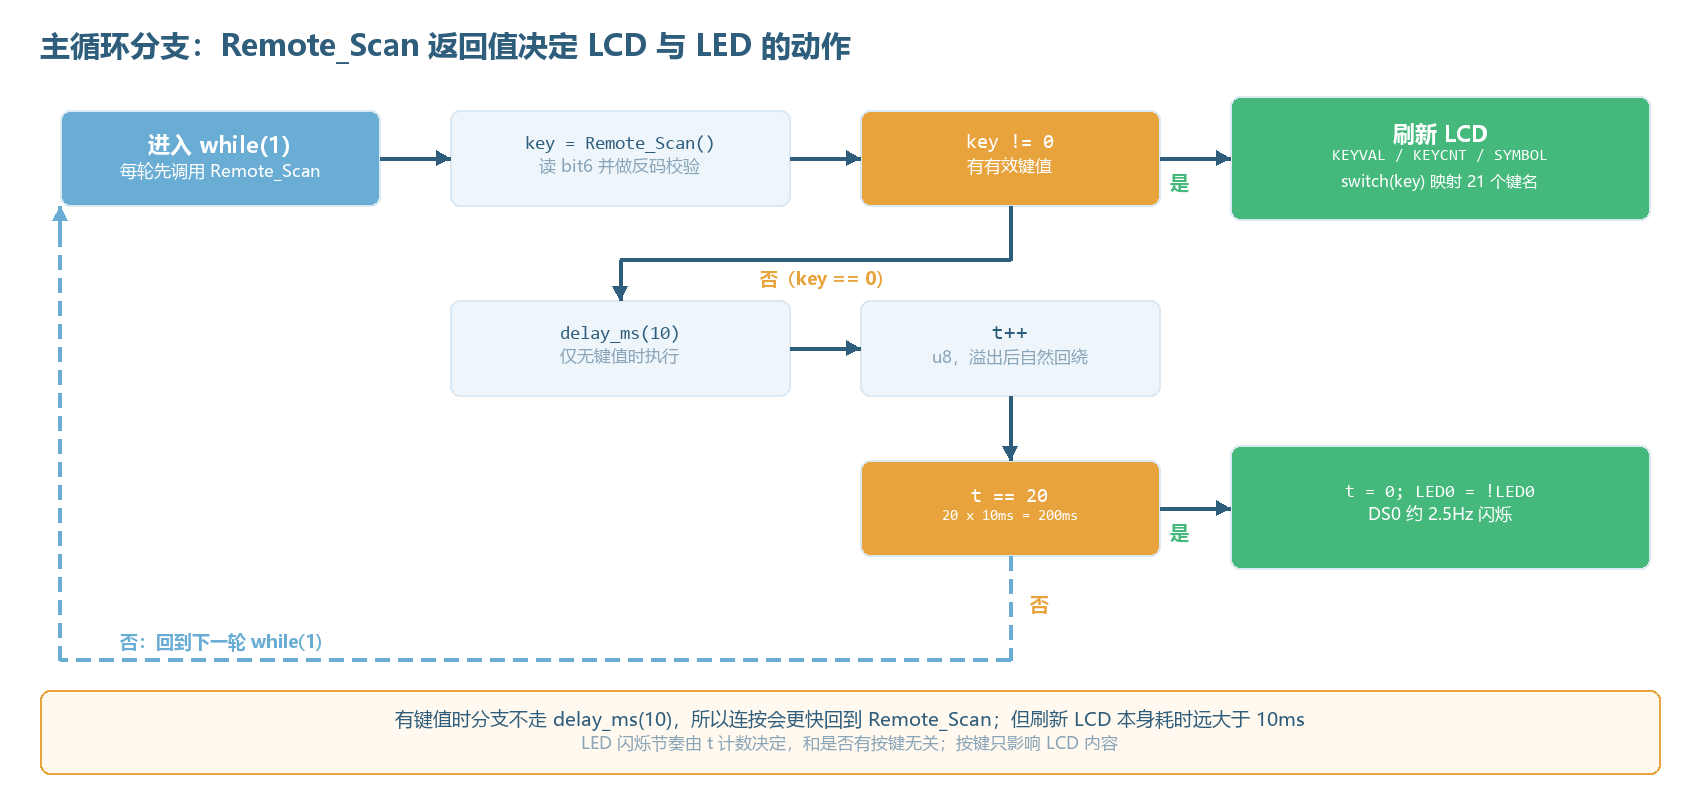 主循环分支：Remote_Scan 返回值决定 LCD 与 LED 的动作
进入 while(1)
每轮先调用 Remote_Scan
key = Remote_Scan()
读 bit6 并做反码校验
key != 0
有有效键值
是
刷新 LCD
KEYVAL / KEYCNT / SYMBOL
switch(key) 映射 21 个键名
否（key == 0）
delay_ms(10)
仅无键值时执行
t++
u8，溢出后自然回绕
t == 20
20 x 10ms = 200ms
是
t = 0; LED0 = !LED0
DS0 约 2.5Hz 闪烁
否
否：回到下一轮 while(1)
有键值时分支不走 delay_ms(10)，所以连接会更快回到 Remote_Scan；但刷新 LCD 本身耗时远大于 10ms
LED 闪烁节奏由 t 计数决定，和是否有按键无关；按键只影响 LCD 内容